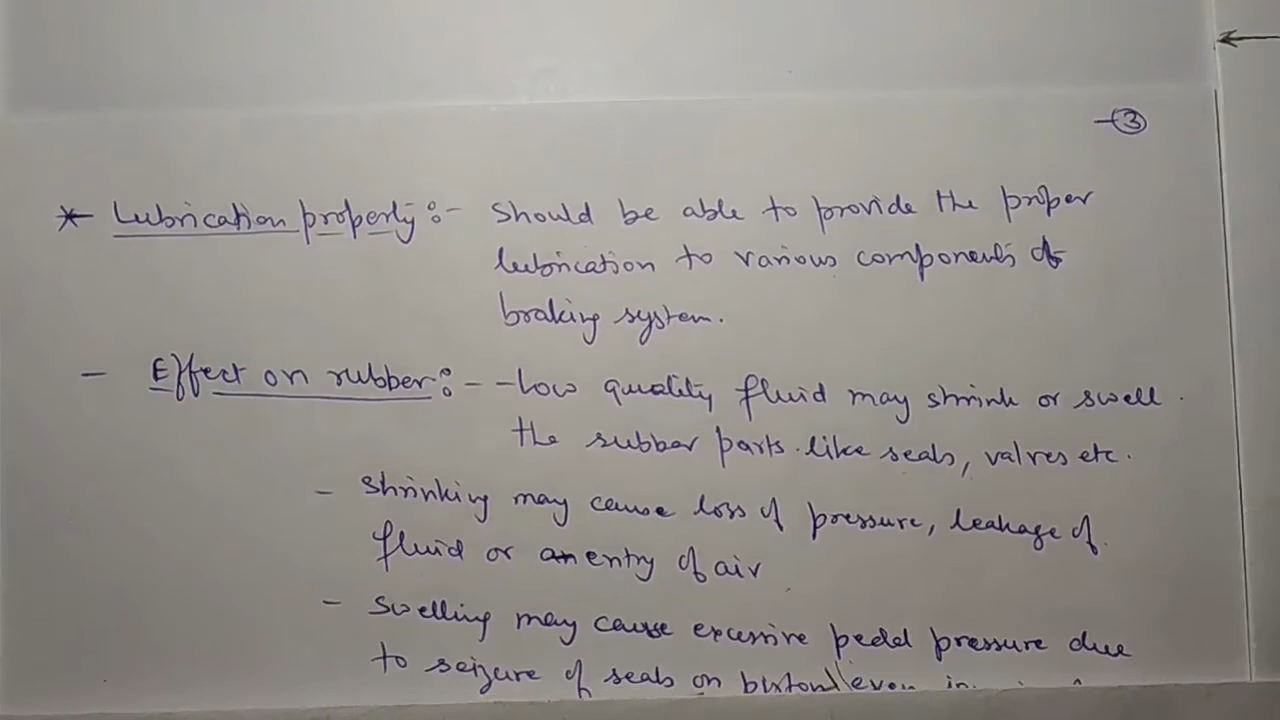 -③
* Lubrication property :- Should be able to provide the proper
lubrication to various components of
braking system.
- Effect on rubber :- - Low quality fluid may shrink or swell.
the rubber parts. like seals, valves etc.
- Shrinking may cause loss of pressure, leakage of
fluid or entry of air
- Swelling may cause excessive pedal pressure due
to seizure of seals on even